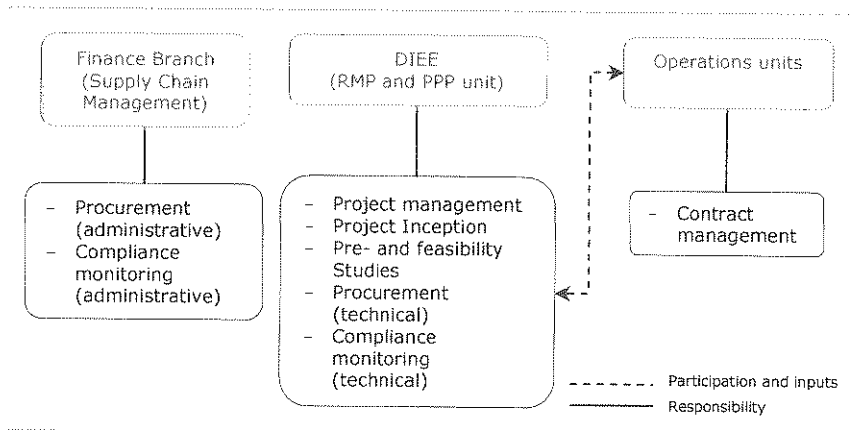 Finance Branch
(Supply Chain
Management)
DIEE
(RMP and PPP unit)
Operations units
- Procurement
(administrative)
- Compliance
monitoring
(administrative)
- Project management
- Project Inception
- Pre- and feasibility
Studies
- Procurement
(technical)
- Compliance
monitoring
(technical)
- Contract
management
Participation and inputs
Responsibility